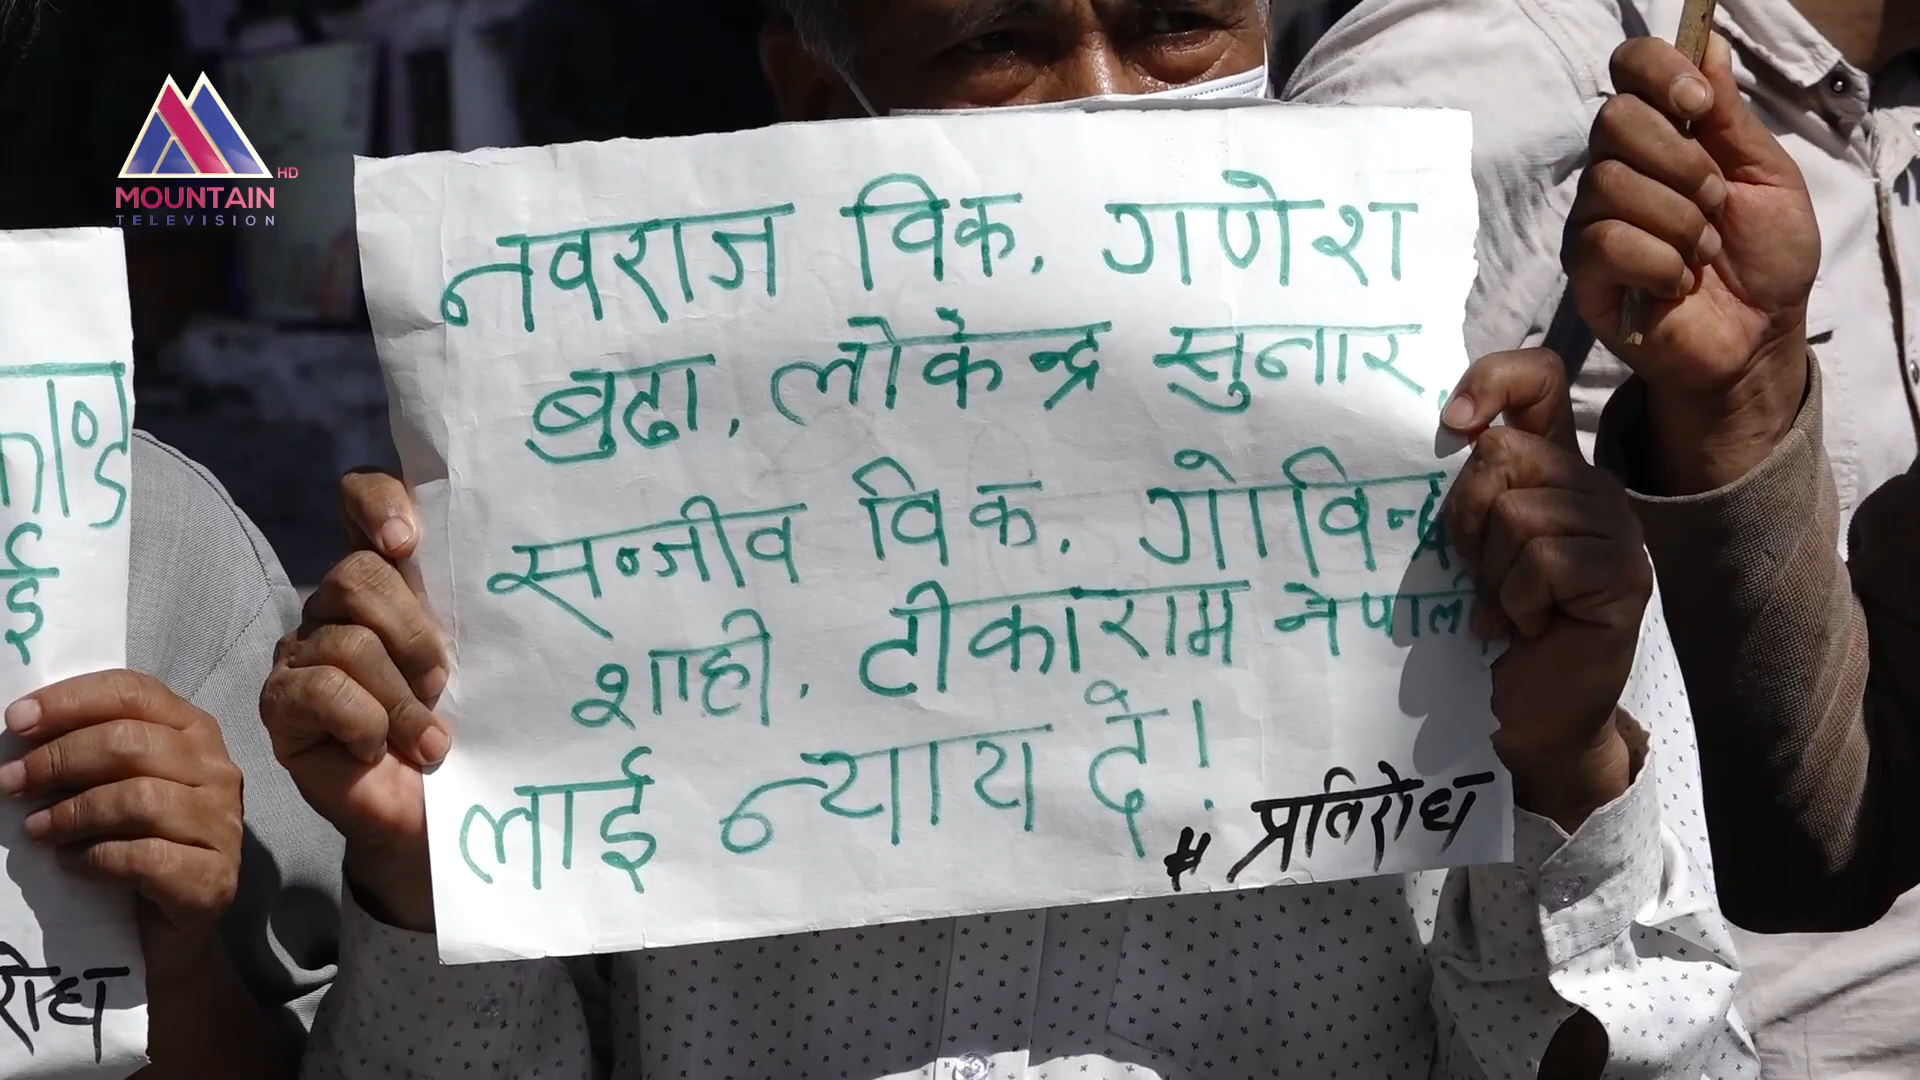 HD
MOUNTAIN
TELEVISION
नवराज विक, गणेश
बुढा, लोकेन्द्र सुनार,
सन्जीव विक, गोविन्द
शाही, टीकाराम नेपाली
लाई न्याय दे!
# प्रतिरोध
काण्ड
ई
रोध